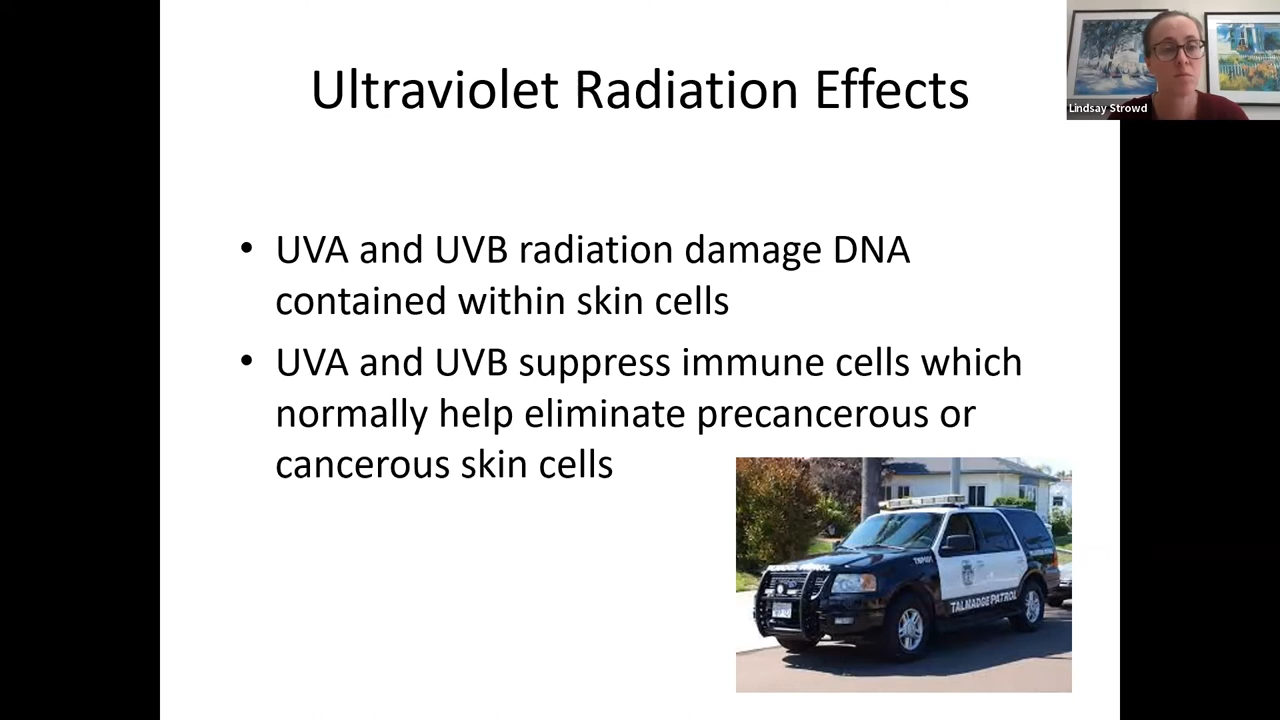 Ultraviolet Radiation Effects
Lindsay Strowd
• UVA and UVB radiation damage DNA
contained within skin cells
• UVA and UVB suppress immune cells which
normally help eliminate precancerous or
cancerous skin cells
TALMADGE PATROL